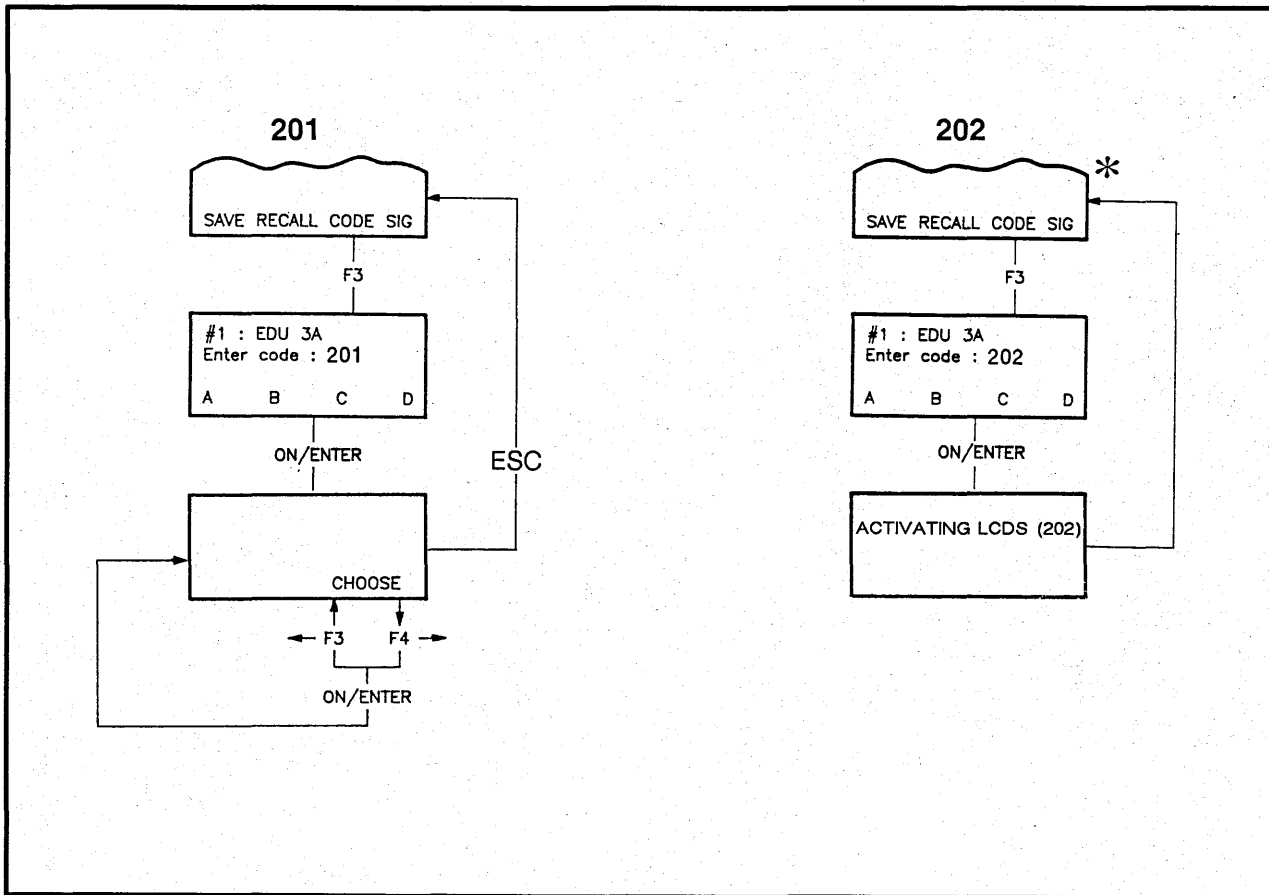 201
SAVE RECALL CODE SIG
F3
#1 : EDU 3A
Enter code : 201
A B C D
ON/ENTER
ESC
CHOOSE
F3 F4
ON/ENTER
202
*
SAVE RECALL CODE SIG
F3
#1 : EDU 3A
Enter code : 202
A B C D
ON/ENTER
ACTIVATING LCDS (202)